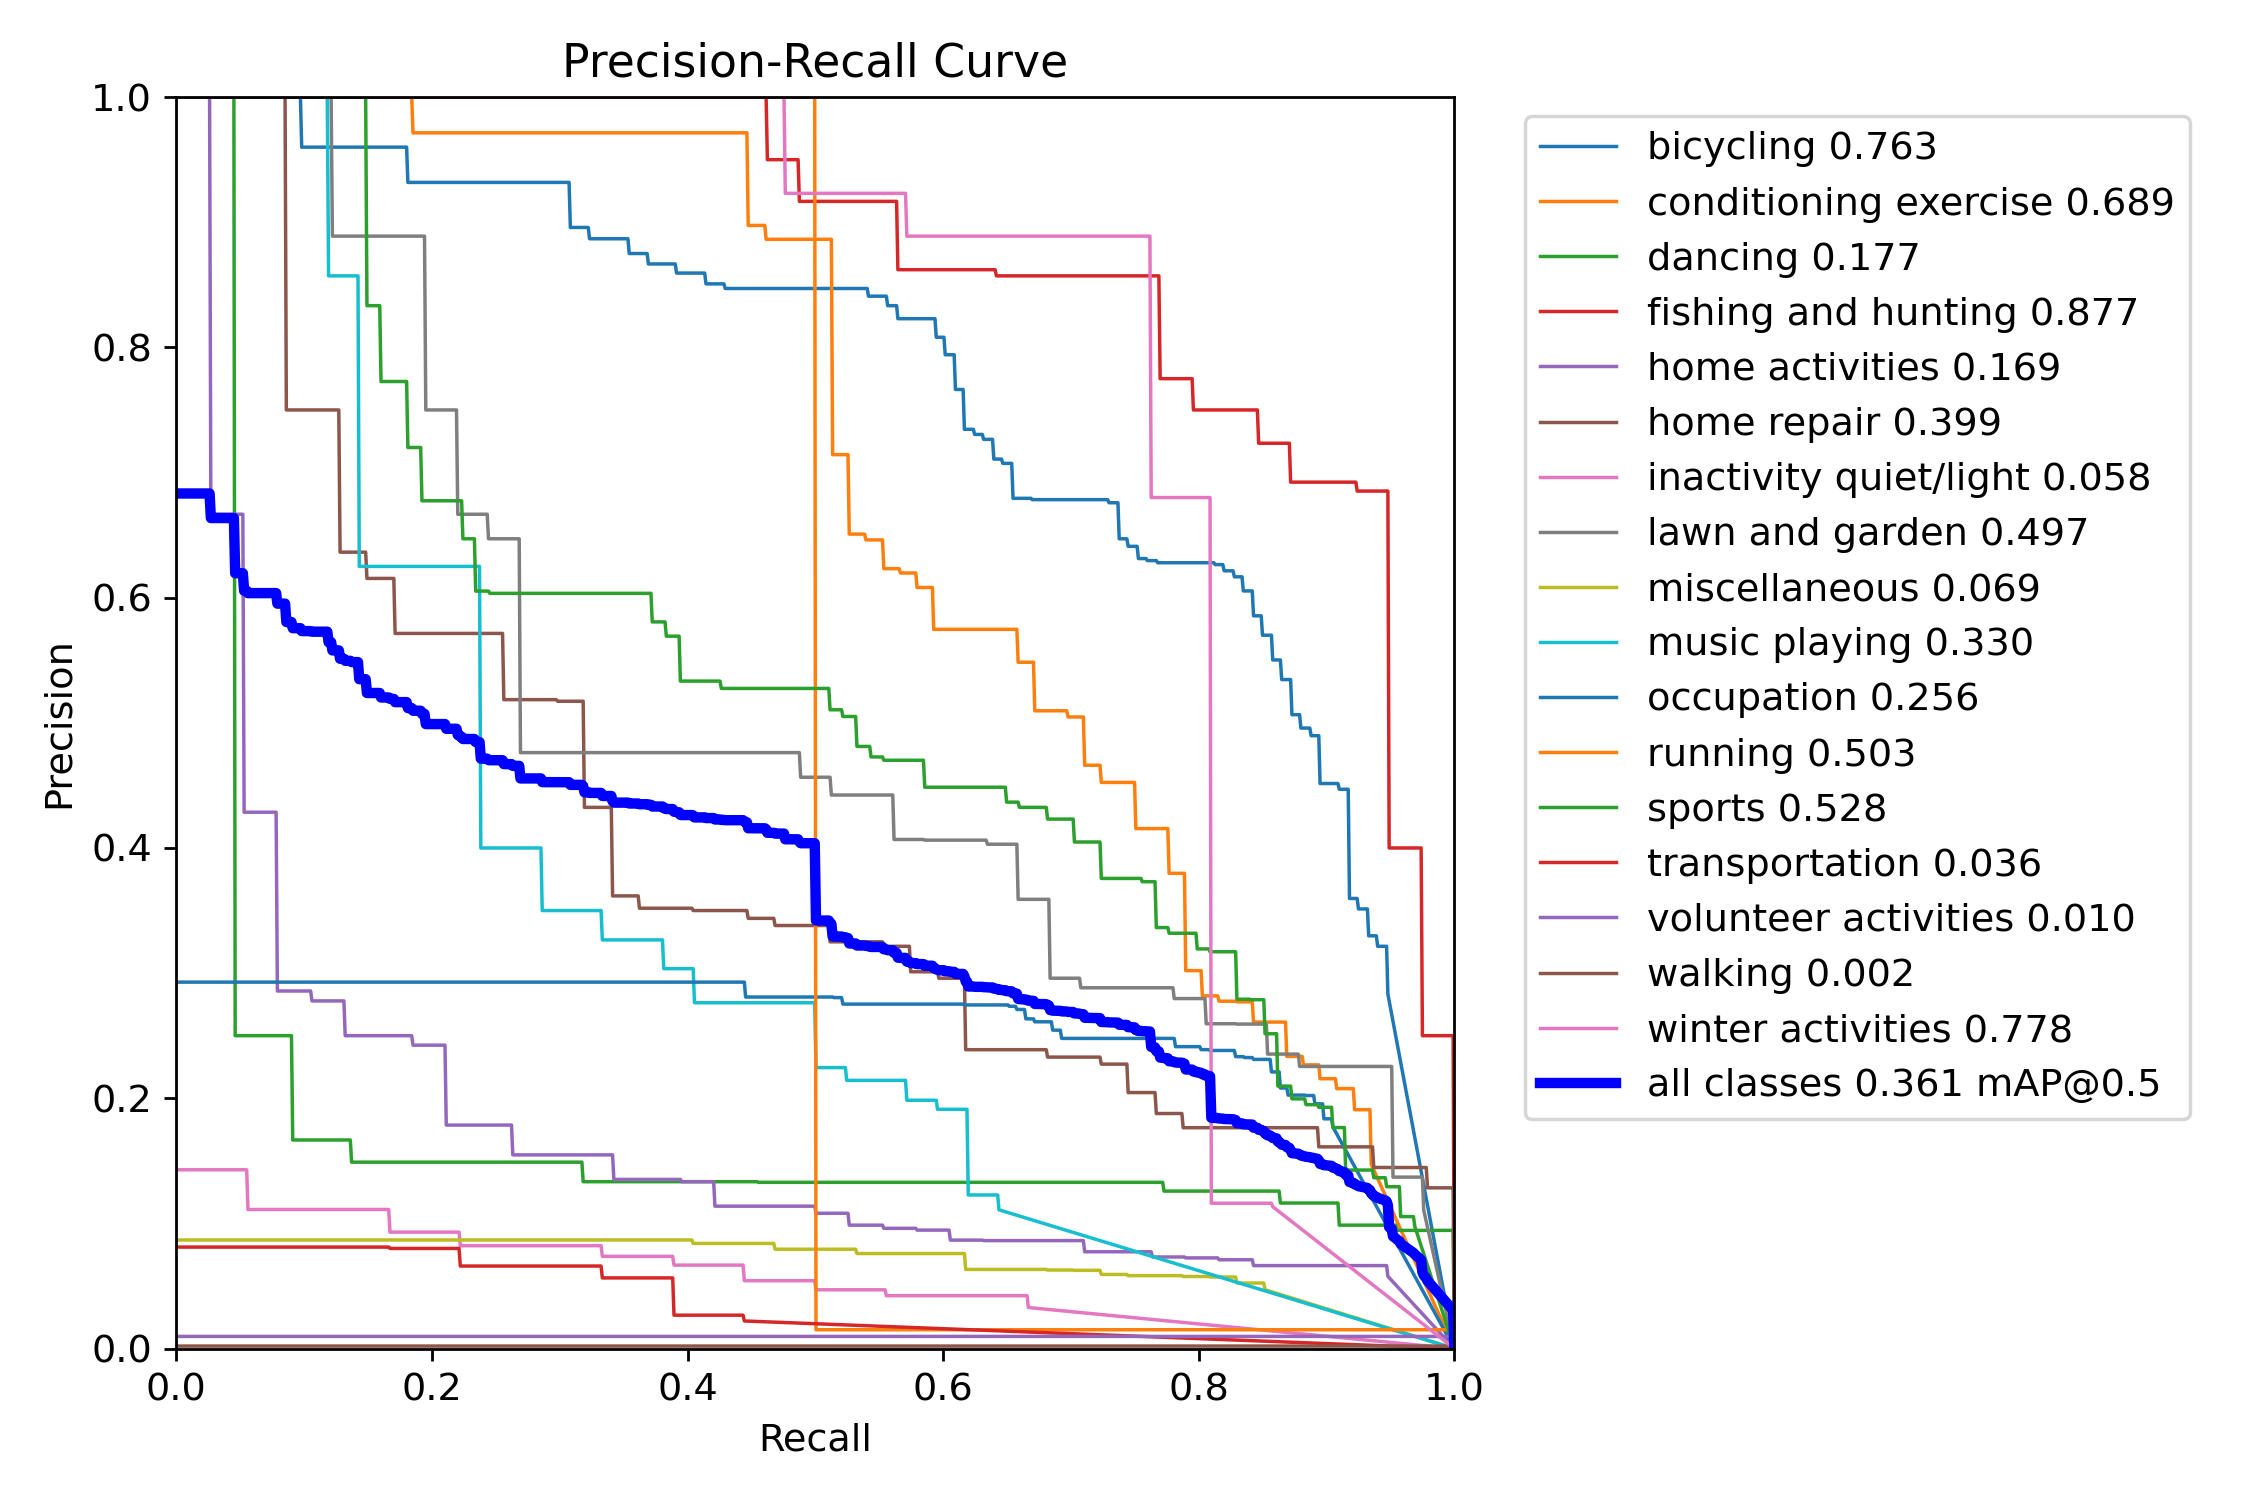 Precision-Recall Curve
1.0
0.8
0.6
0.4
0.2
0.0
Precision
0.0 0.2 0.4 0.6 0.8 1.0
Recall
bicycling 0.763
conditioning exercise 0.689
dancing 0.177
fishing and hunting 0.877
home activities 0.169
home repair 0.399
inactivity quiet/light 0.058
lawn and garden 0.497
miscellaneous 0.069
music playing 0.330
occupation 0.256
running 0.503
sports 0.528
transportation 0.036
volunteer activities 0.010
walking 0.002
winter activities 0.778
all classes 0.361 mAP@0.5